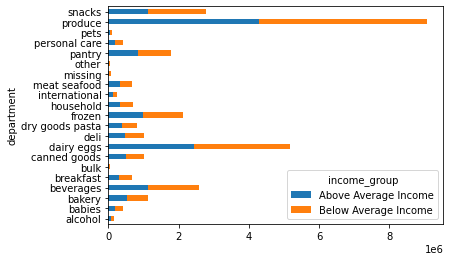 snacks
produce
pets
personal care
pantry
other
missing
meat seafood
international
household
frozen
dry goods pasta
deli
dairy eggs
canned goods
bulk
breakfast
beverages
bakery
babies
alcohol
department
income_group
Above Average Income
Below Average Income
0 2 4 6 8
1e6